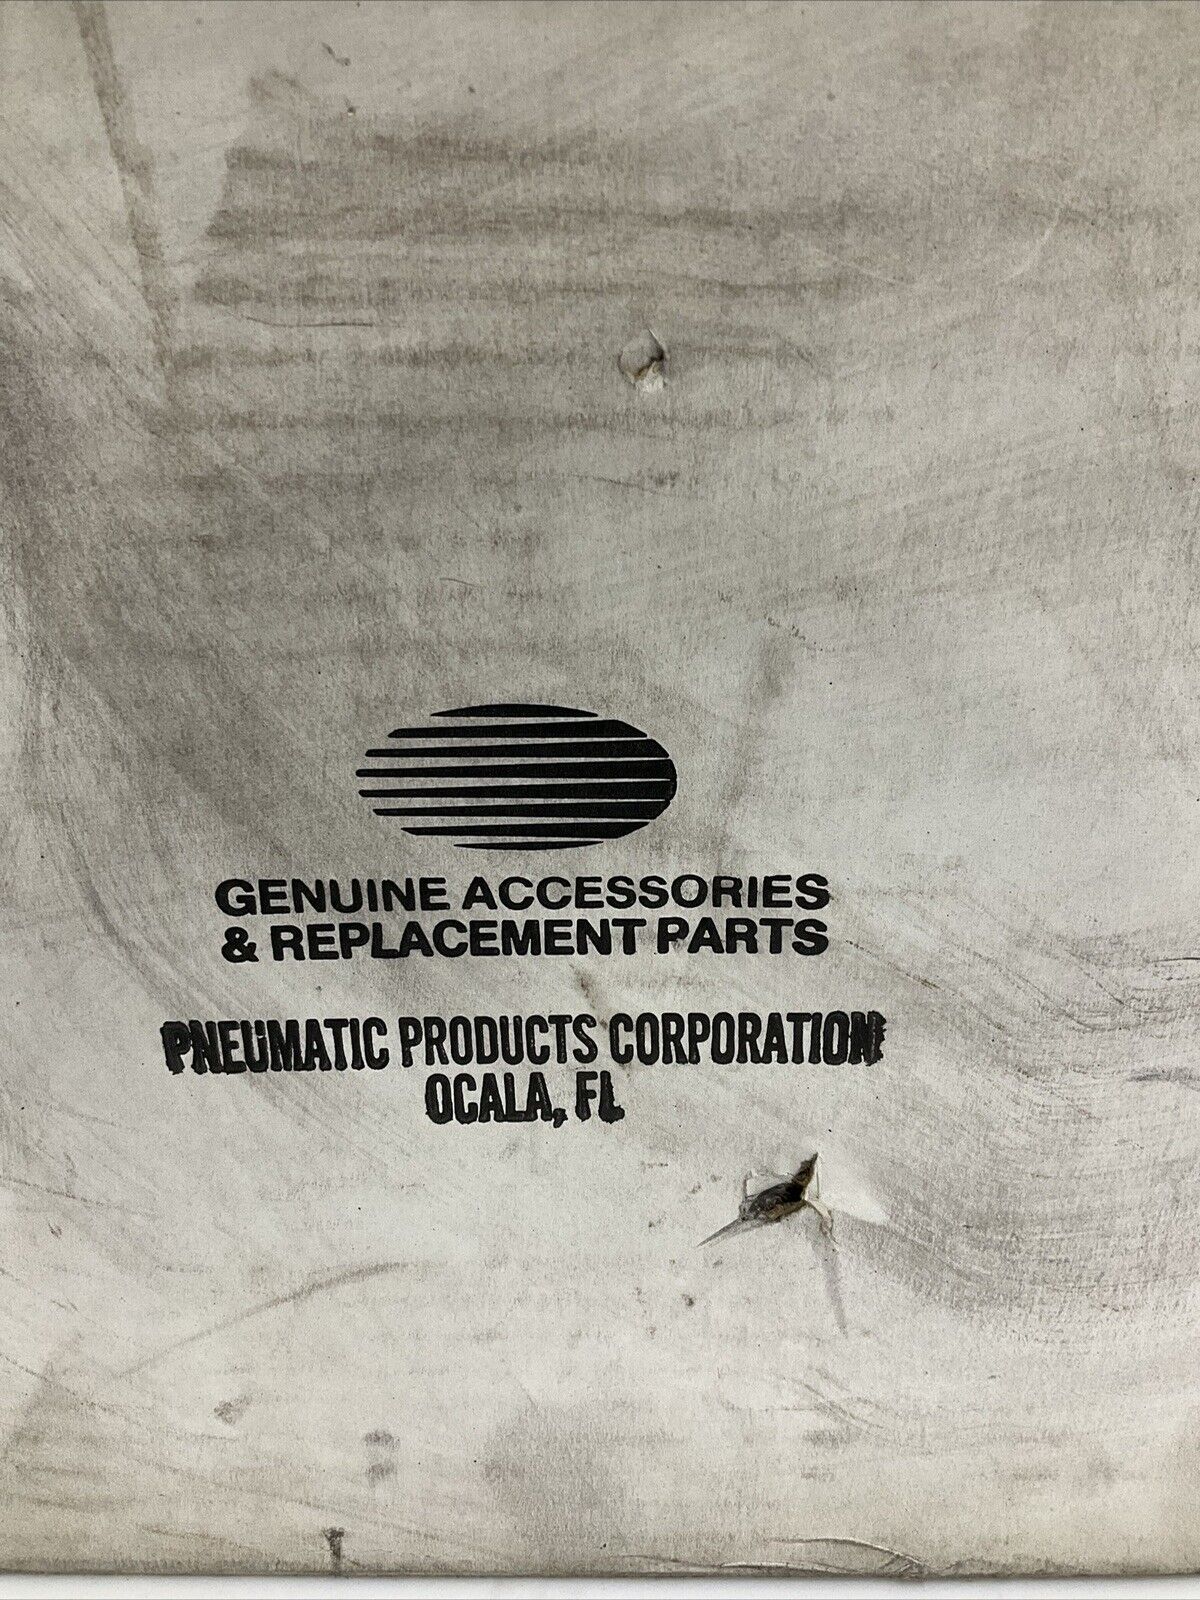 GENUINE ACCESSORIES
& REPLACEMENT PARTS
PNEUMATIC PRODUCTS CORPORATION
OCALA, FL